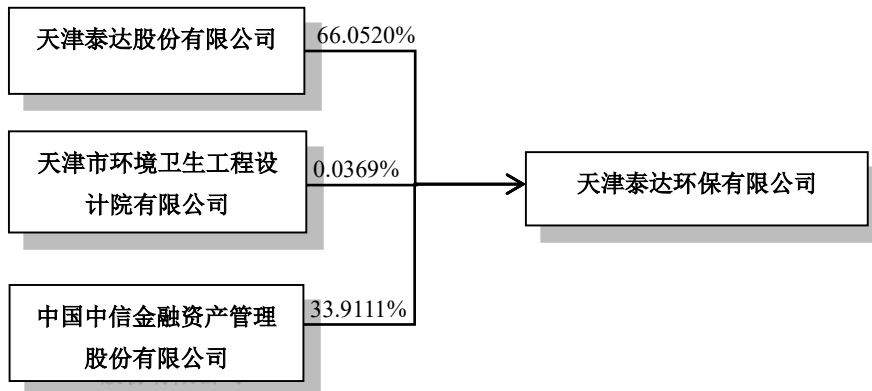 天津泰达股份有限公司
66.0520%
天津市环境卫生工程设
计院有限公司
0.0369%
天津泰达环保有限公司
中国中信金融资产管理
股份有限公司
33.9111%